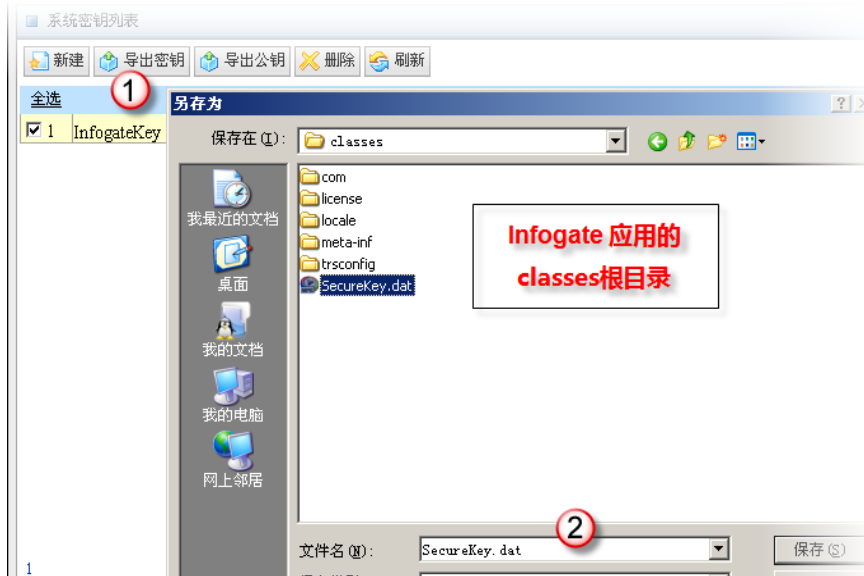 系统密钥列表
新建 导出密钥 导出公钥 删除 刷新
全选 1
1 InfogateKey
另存为
保存在(I): classes
com
license
locale
meta-inf
trsconfig
SecureKey.dat
我最近的文档
桌面
我的文档
我的电脑
网上邻居
Infogate 应用的
classes根目录
2
文件名(N): SecureKey.dat 保存(S)
1